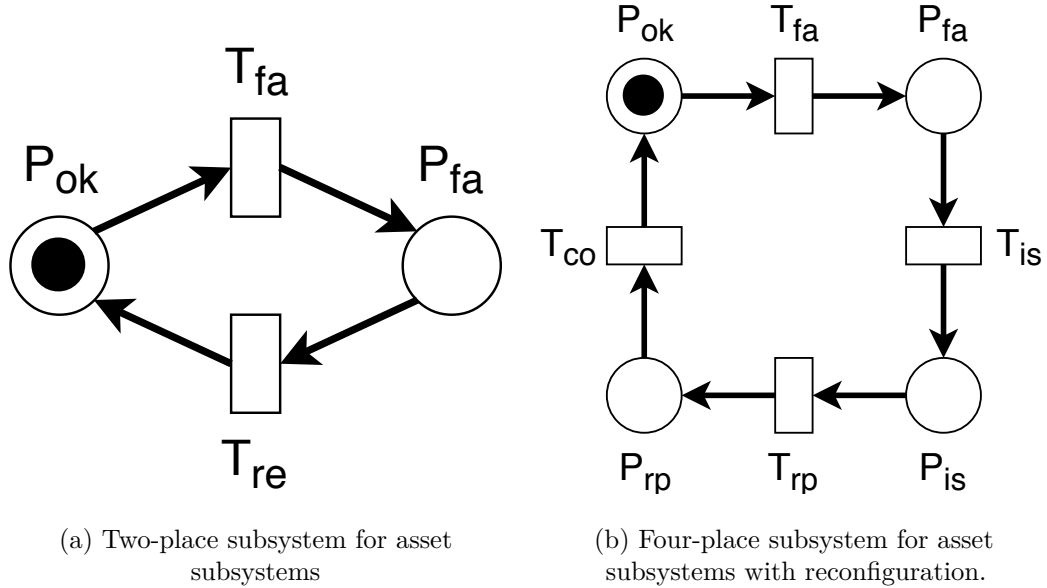 T_fa
P_ok
P_fa
T_re
(a) Two-place subsystem for asset
subsystems
P_ok T_fa P_fa
T_co T_is
P_rp T_rp P_is
(b) Four-place subsystem for asset
subsystems with reconfiguration.